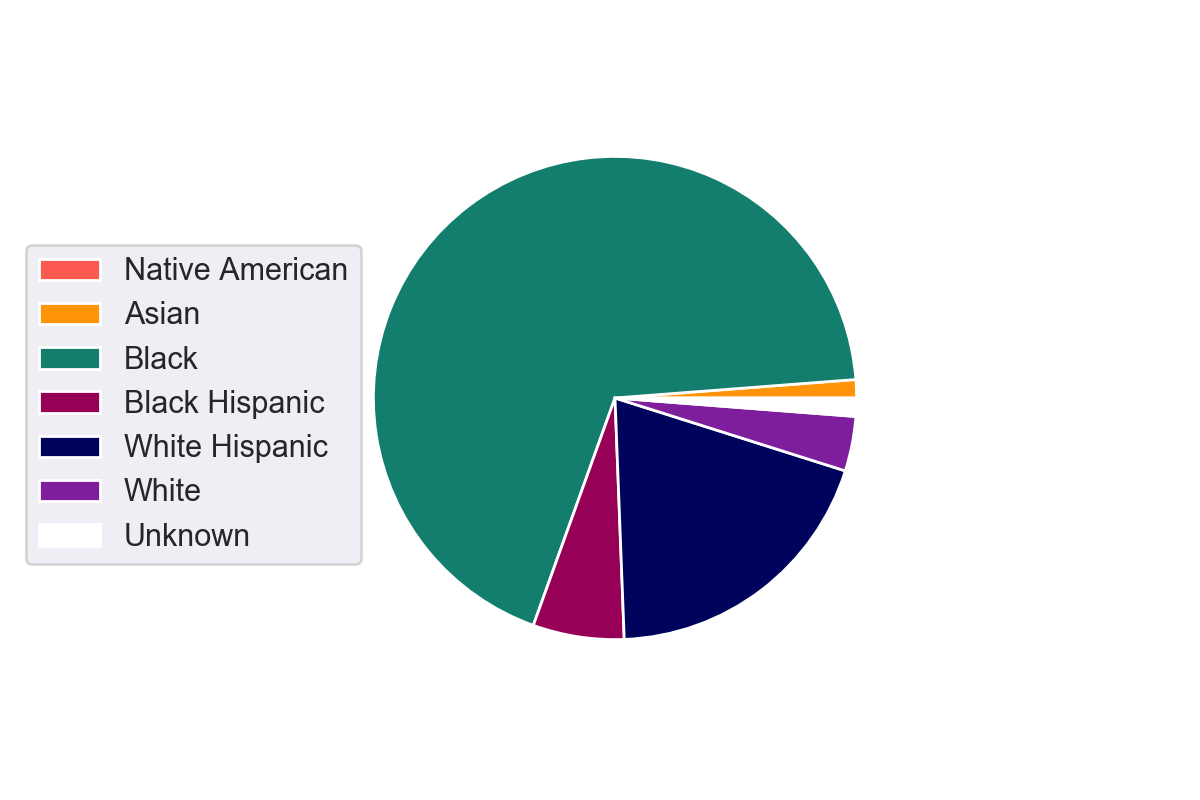 Native American
Asian
Black
Black Hispanic
White Hispanic
White
Unknown